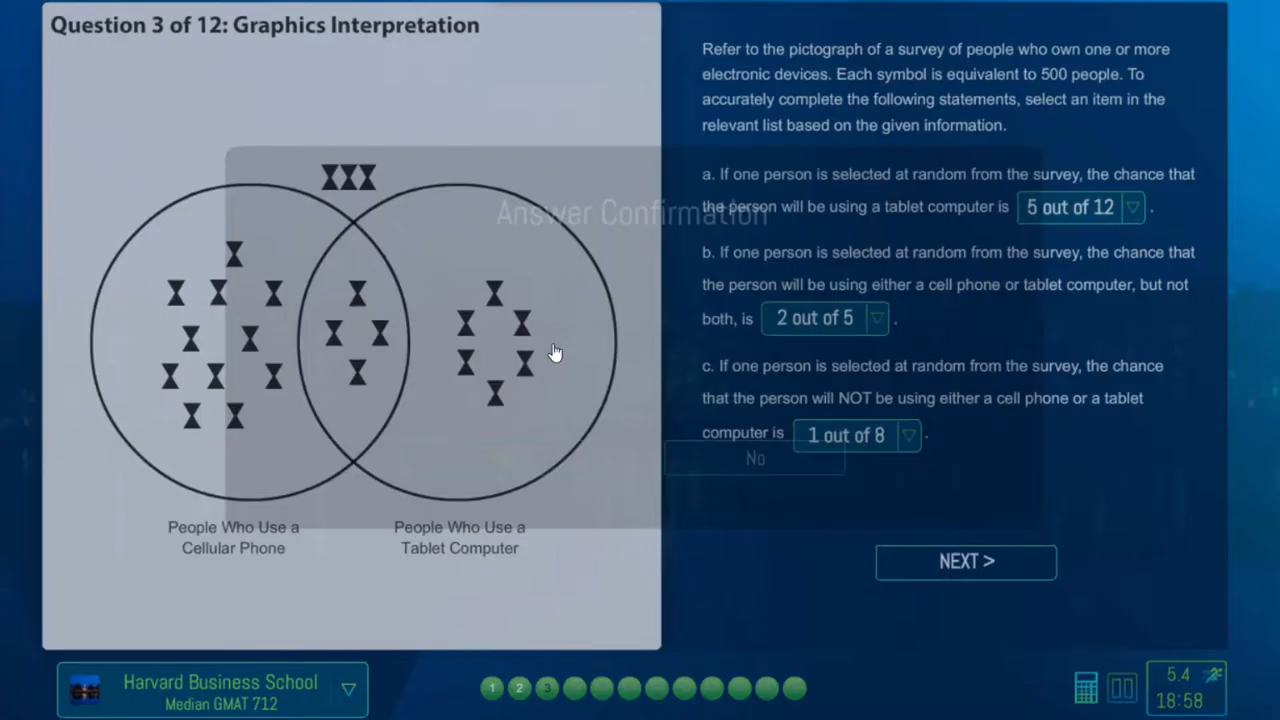 Question 3 of 12: Graphics Interpretation
People Who Use a
Cellular Phone
People Who Use a
Tablet Computer
Refer to the pictograph of a survey of people who own one or more
electronic devices. Each symbol is equivalent to 500 people. To
accurately complete the following statements, select an item in the
relevant list based on the given information.
a. If one person is selected at random from the survey, the chance that
the person will be using a tablet computer is 5 out of 12 .
b. If one person is selected at random from the survey, the chance that
the person will be using either a cell phone or tablet computer, but not
both, is 2 out of 5 .
c. If one person is selected at random from the survey, the chance
that the person will NOT be using either a cell phone or a tablet
computer is 1 out of 8 .
Answer Confirmation
No
NEXT >
Harvard Business School
Median GMAT 712
1 2 3
5.4
18:58